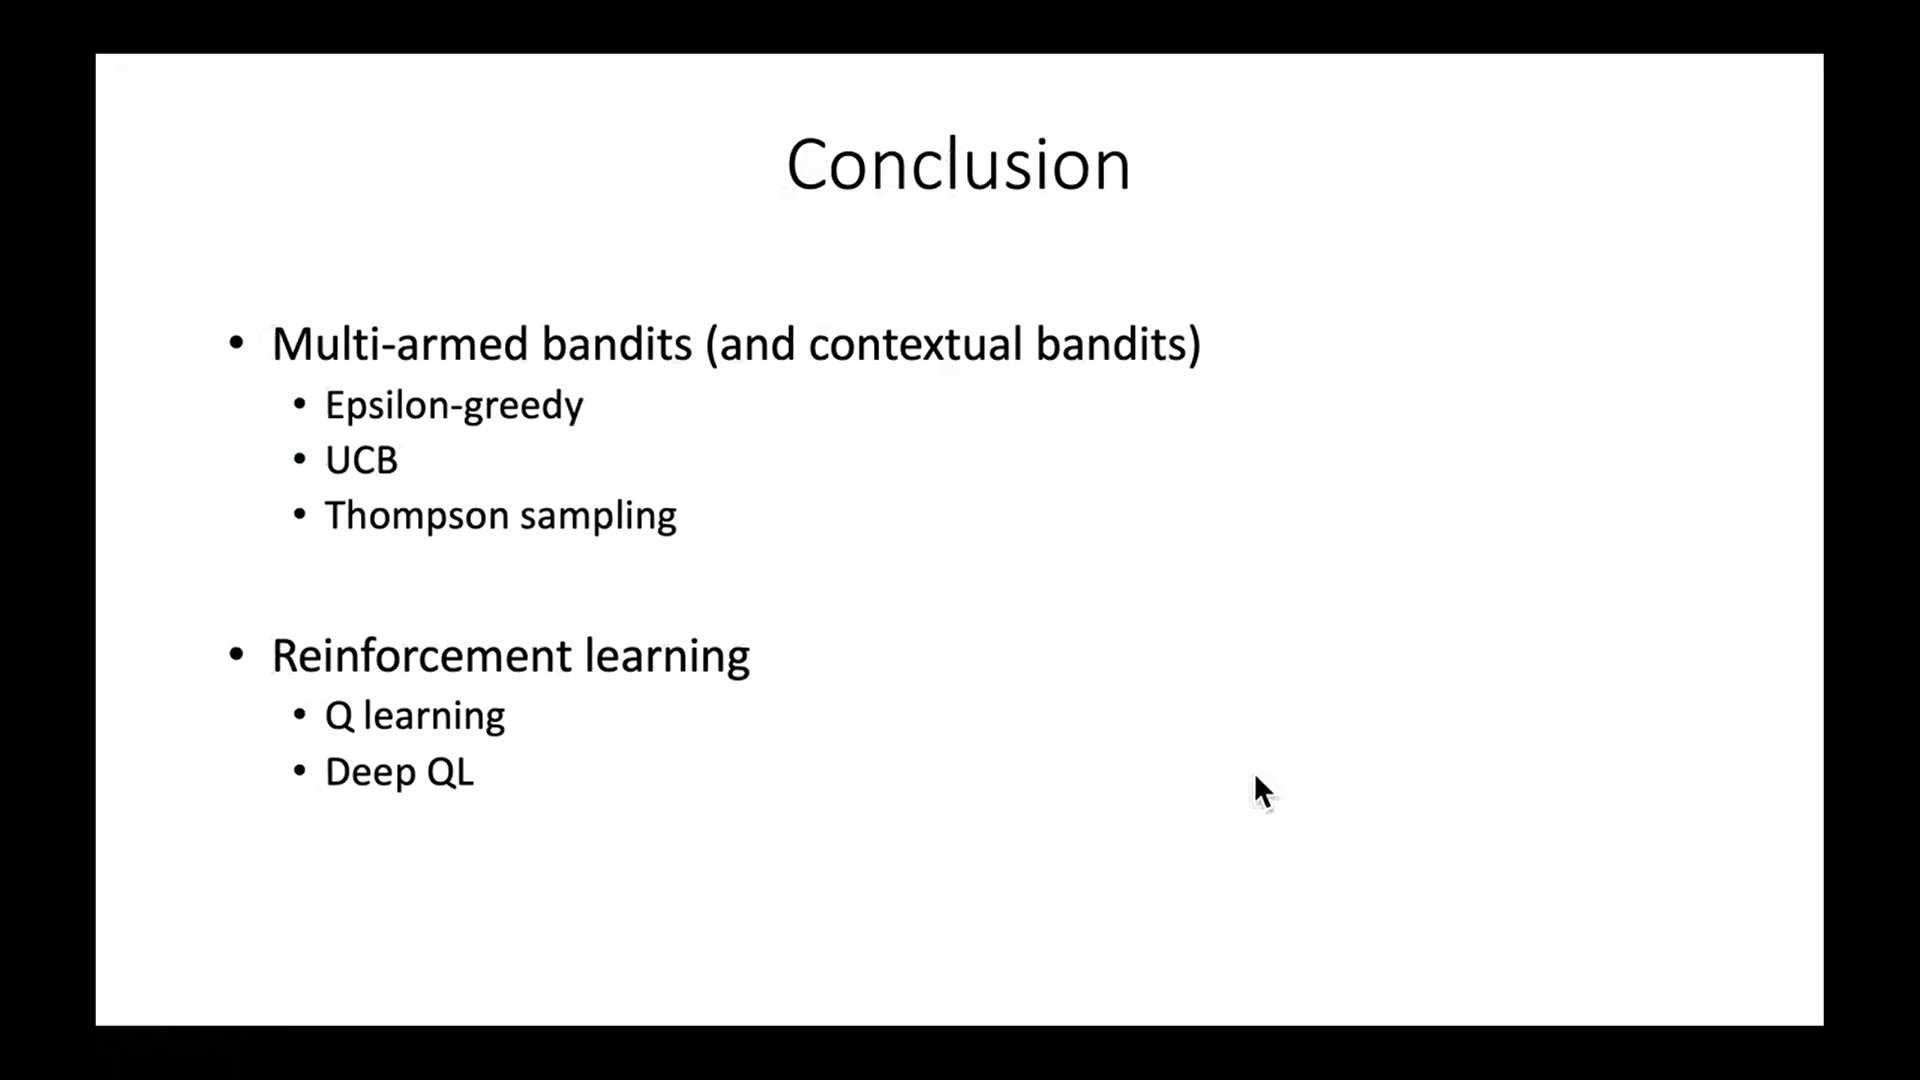 Conclusion
• Multi-armed bandits (and contextual bandits)
• Epsilon-greedy
• UCB
• Thompson sampling
• Reinforcement learning
• Q learning
• Deep QL